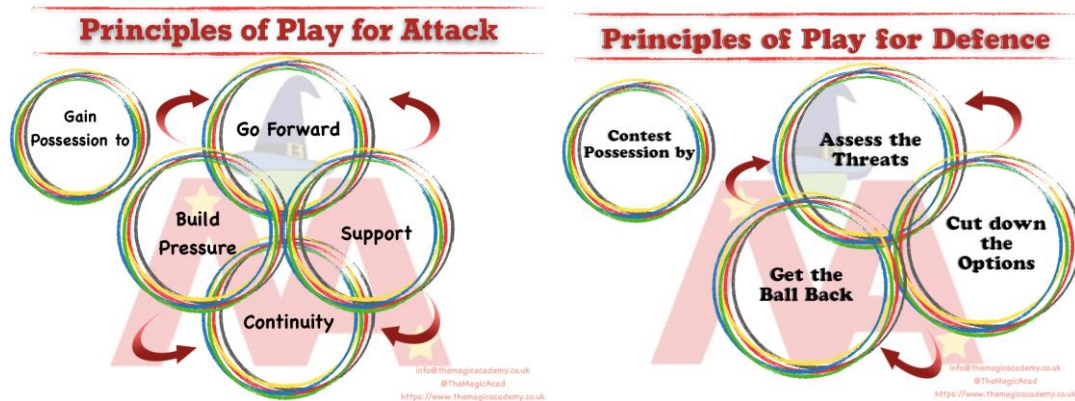 Principles of Play for Attack
Gain
Possession to
Go Forward
Build
Pressure
Support
Continuity
info@themagicacademy.co.uk
@TheMagicAcad
https://www.themagicacademy.co.uk
Principles of Play for Defence
Contest
Possession by
Assess the
Threats
Cut down
the
Options
Get the
Ball Back
info@themagicacademy.co.uk
@TheMagicAcad
https://www.themagicacademy.co.uk